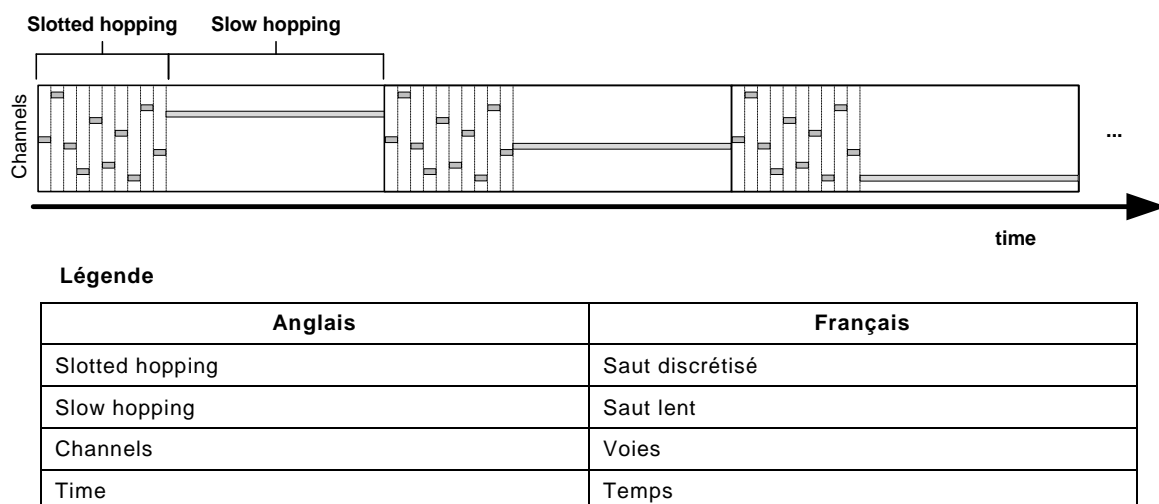 Slotted hopping Slow hopping
Channels
...
time
Légende
Anglais Français
Slotted hopping Saut discrétisé
Slow hopping Saut lent
Channels Voies
Time Temps